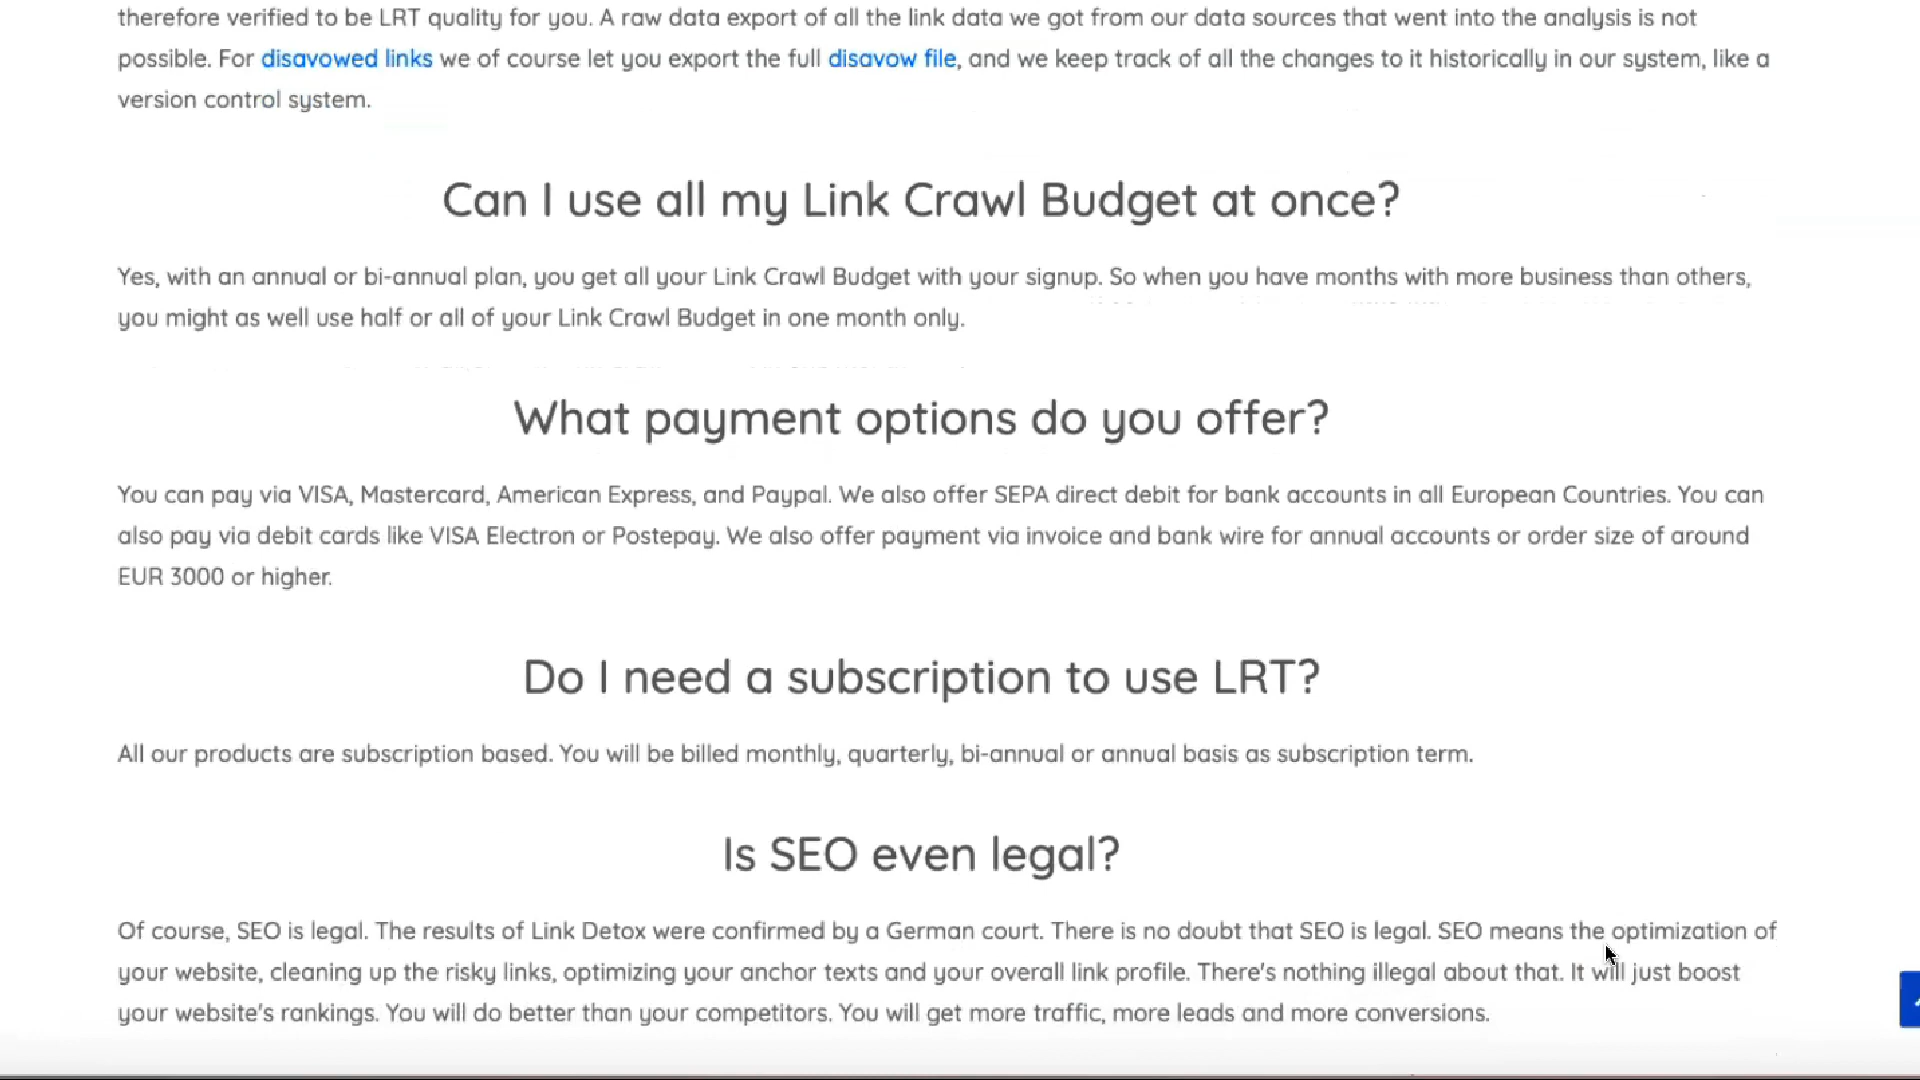 therefore verified to be LRT quality for you. A raw data export of all the link data we got from our data sources that went into the analysis is not
possible. For disavowed links we of course let you export the full disavow file, and we keep track of all the changes to it historically in our system, like a
version control system.
Can I use all my Link Crawl Budget at once?
Yes, with an annual or bi-annual plan, you get all your Link Crawl Budget with your signup. So when you have months with more business than others,
you might as well use half or all of your Link Crawl Budget in one month only.
What payment options do you offer?
You can pay via VISA, Mastercard, American Express, and Paypal. We also offer SEPA direct debit for bank accounts in all European Countries. You can
also pay via debit cards like VISA Electron or Postepay. We also offer payment via invoice and bank wire for annual accounts or order size of around
EUR 3000 or higher.
Do I need a subscription to use LRT?
All our products are subscription based. You will be billed monthly, quarterly, bi-annual or annual basis as subscription term.
Is SEO even legal?
Of course, SEO is legal. The results of Link Detox were confirmed by a German court. There is no doubt that SEO is legal. SEO means the optimization of
your website, cleaning up the risky links, optimizing your anchor texts and your overall link profile. There's nothing illegal about that. It will just boost
your website's rankings. You will do better than your competitors. You will get more traffic, more leads and more conversions.